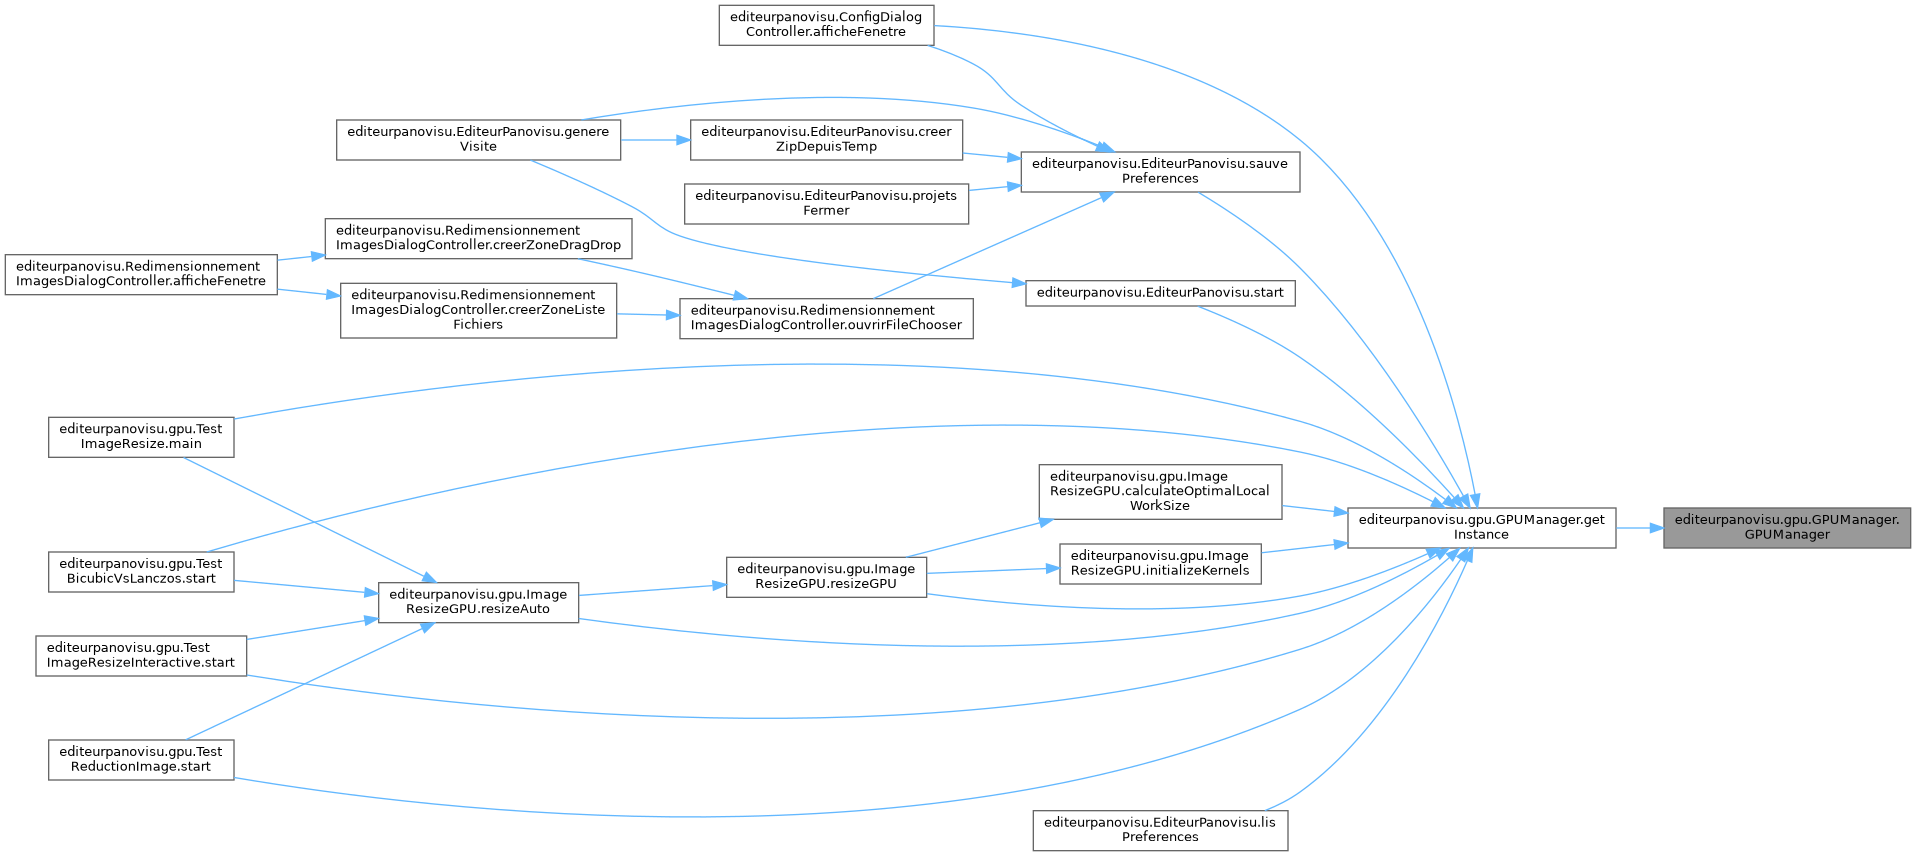 editeurpanovisu.ConfigDialog
Controller.afficheFenetre
editeurpanovisu.EditeurPanovisu.genere
Visite
editeurpanovisu.EditeurPanovisu.creer
ZipDepuisTemp
editeurpanovisu.EditeurPanovisu.sauve
Preferences
editeurpanovisu.EditeurPanovisu.projets
Fermer
editeurpanovisu.Redimensionnement
ImagesDialogController.creerZoneDragDrop
editeurpanovisu.Redimensionnement
ImagesDialogController.afficheFenetre
editeurpanovisu.Redimensionnement
ImagesDialogController.creerZoneListe
Fichiers
editeurpanovisu.Redimensionnement
ImagesDialogController.ouvrirFileChooser
editeurpanovisu.EditeurPanovisu.start
editeurpanovisu.gpu.Test
ImageResize.main
editeurpanovisu.gpu.Image
ResizeGPU.calculateOptimalLocal
WorkSize
editeurpanovisu.gpu.GPUManager.get
Instance
editeurpanovisu.gpu.GPUManager.
GPUManager
editeurpanovisu.gpu.Test
BicubicVsLanczos.start
editeurpanovisu.gpu.Image
ResizeGPU.resizeAuto
editeurpanovisu.gpu.Image
ResizeGPU.resizeGPU
editeurpanovisu.gpu.Image
ResizeGPU.initializeKernels
editeurpanovisu.gpu.Test
ImageResizeInteractive.start
editeurpanovisu.gpu.Test
ReductionImage.start
editeurpanovisu.EditeurPanovisu.lis
Preferences